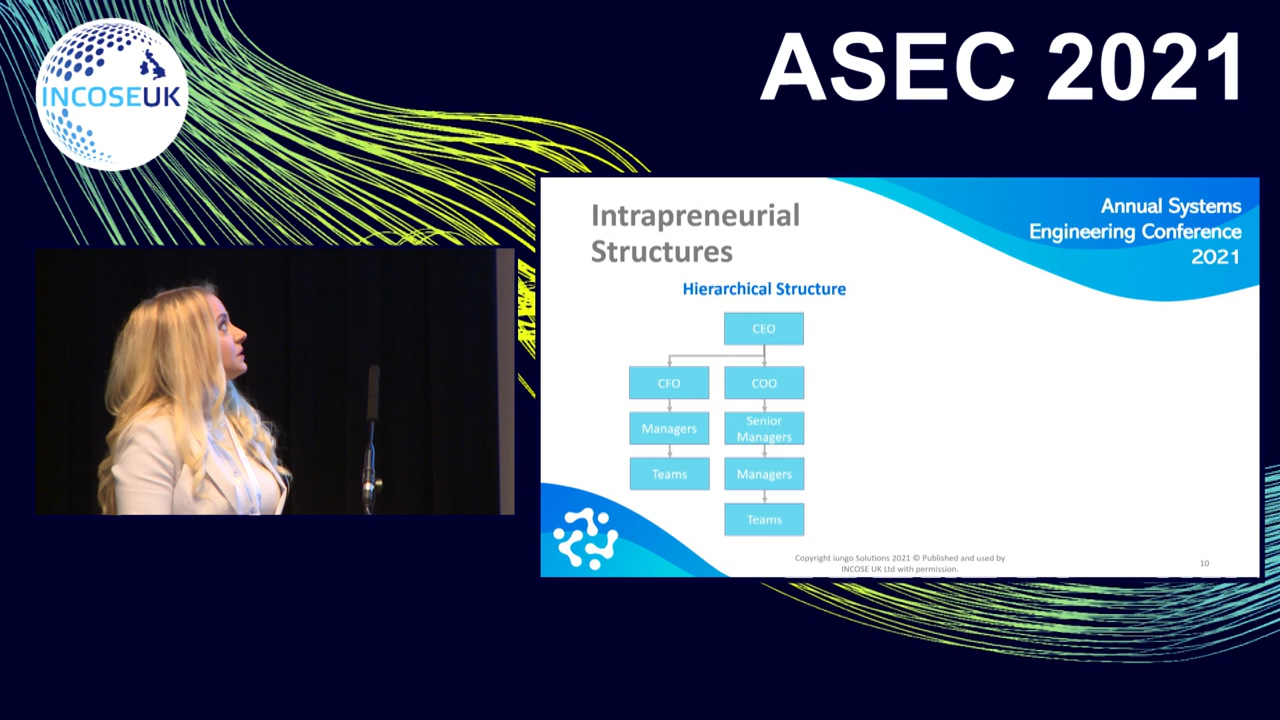 INCOSEUK
ASEC 2021
Intrapreneurial
Structures
Annual Systems
Engineering Conference
2021
Hierarchical Structure
CEO
CFO
COO
Managers
Senior
Managers
Teams
Managers
Teams
Copyright iungo Solutions 2021 © Published and used by
INCOSE UK Ltd with permission.
10